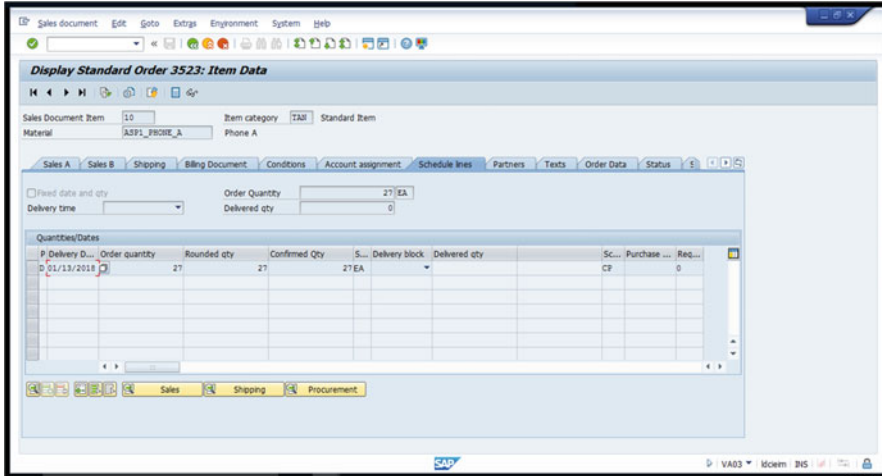 Sales document Edit Goto Extras Environment System Help
Display Standard Order 3523: Item Data
Sales Document Item 10 Item category TAN Standard Item
Material ASP1_PHONE_A Phone A
Sales A Sales B Shipping Billing Document Conditions Account assignment Schedule lines Partners Texts Order Data Status S
Fixed date and qty Order Quantity 27 EA
Delivery time Delivered qty 0
Quantities/Dates
P Delivery D... Order quantity Rounded qty Confirmed Qty S... Delivery block Delivered qty Sc... Purchase ... Req...
D 01/13/2018 27 27 27 EA CP 0
Sales Shipping Procurement
SAP VA03 INS